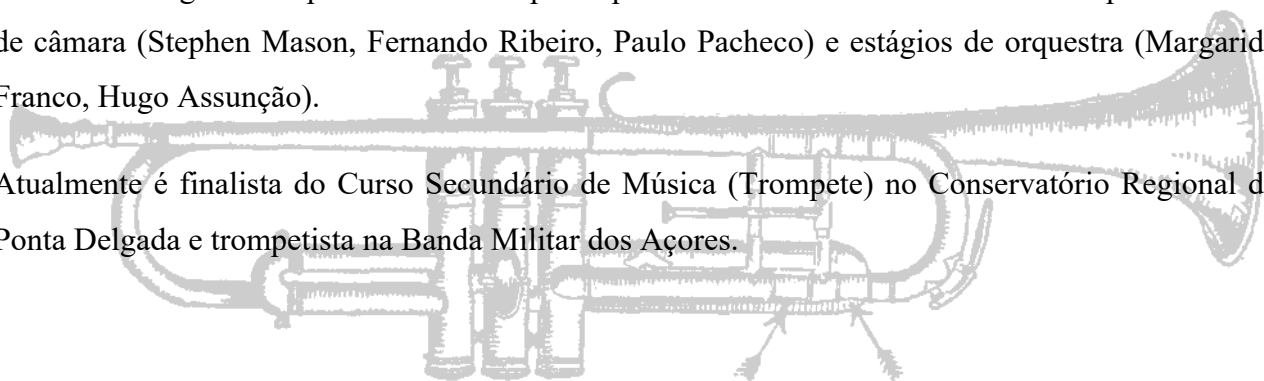 de câmara (Stephen Mason, Fernando Ribeiro, Paulo Pacheco) e estágios de orquestra (Margarid
Franco, Hugo Assunção).
Atualmente é finalista do Curso Secundário de Música (Trompete) no Conservatório Regional d
Ponta Delgada e trompetista na Banda Militar dos Açores.